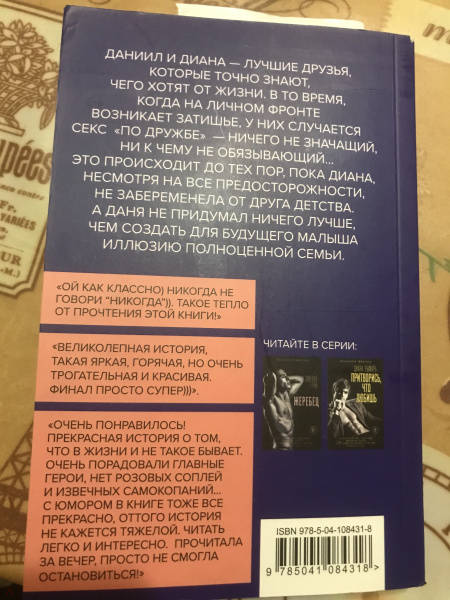 ДАНИИЛ И ДИАНА — ЛУЧШИЕ ДРУЗЬЯ,
КОТОРЫЕ ТОЧНО ЗНАЮТ,
ЧЕГО ХОТЯТ ОТ ЖИЗНИ. В ТО ВРЕМЯ,
КОГДА НА ЛИЧНОМ ФРОНТЕ
ВОЗНИКАЕТ ЗАТИШЬЕ, У НИХ СЛУЧАЕТСЯ
СЕКС «ПО ДРУЖБЕ» — НИЧЕГО НЕ ЗНАЧАЩИЙ,
НИ К ЧЕМУ НЕ ОБЯЗЫВАЮЩИЙ...
ЭТО ПРОИСХОДИТ ДО ТЕХ ПОР, ПОКА ДИАНА,
НЕСМОТРЯ НА ВСЕ ПРЕДОСТОРОЖНОСТИ,
НЕ ЗАБЕРЕМЕНЕЛА ОТ ДРУГА ДЕТСТВА.
А ДАНЯ НЕ ПРИДУМАЛ НИЧЕГО ЛУЧШЕ,
ЧЕМ СОЗДАТЬ ДЛЯ БУДУЩЕГО МАЛЫША
ИЛЛЮЗИЮ ПОЛНОЦЕННОЙ СЕМЬИ.
«ОЙ КАК КЛАССНО) НИКОГДА НЕ
ГОВОРИ "НИКОГДА")). ТАКОЕ ТЕПЛО
ОТ ПРОЧТЕНИЯ ЭТОЙ КНИГИ!»
«ВЕЛИКОЛЕПНАЯ ИСТОРИЯ,
ТАКАЯ ЯРКАЯ, ГОРЯЧАЯ, НО ОЧЕНЬ
ТРОГАТЕЛЬНАЯ И КРАСИВАЯ.
ФИНАЛ ПРОСТО СУПЕР)))».
«ОЧЕНЬ ПОНРАВИЛОСЬ!
ПРЕКРАСНАЯ ИСТОРИЯ О ТОМ,
ЧТО В ЖИЗНИ И НЕ ТАКОЕ БЫВАЕТ.
ОЧЕНЬ ПОРАДОВАЛИ ГЛАВНЫЕ
ГЕРОИ, НЕТ РОЗОВЫХ СОПЛЕЙ
И ИЗВЕЧНЫХ САМОКОПАНИЙ...
С ЮМОРОМ В КНИГЕ ТОЖЕ ВСЕ
ПРЕКРАСНО, ОТТОГО ИСТОРИЯ
НЕ КАЖЕТСЯ ТЯЖЕЛОЙ. ЧИТАТЬ
ЛЕГКО И ИНТЕРЕСНО. ПРОЧИТАЛА
ЗА ВЕЧЕР, ПРОСТО НЕ СМОГЛА
ОСТАНОВИТЬСЯ!»
ЧИТАЙТЕ В СЕРИИ:
ЖЕРЕБЕЦ
ПРИТВОРИСЬ,
ЧТО
ЛЮБИШЬ
ISBN 978-5-04-108431-8
9 785041 084318
upées
Fr.
VARIÉES